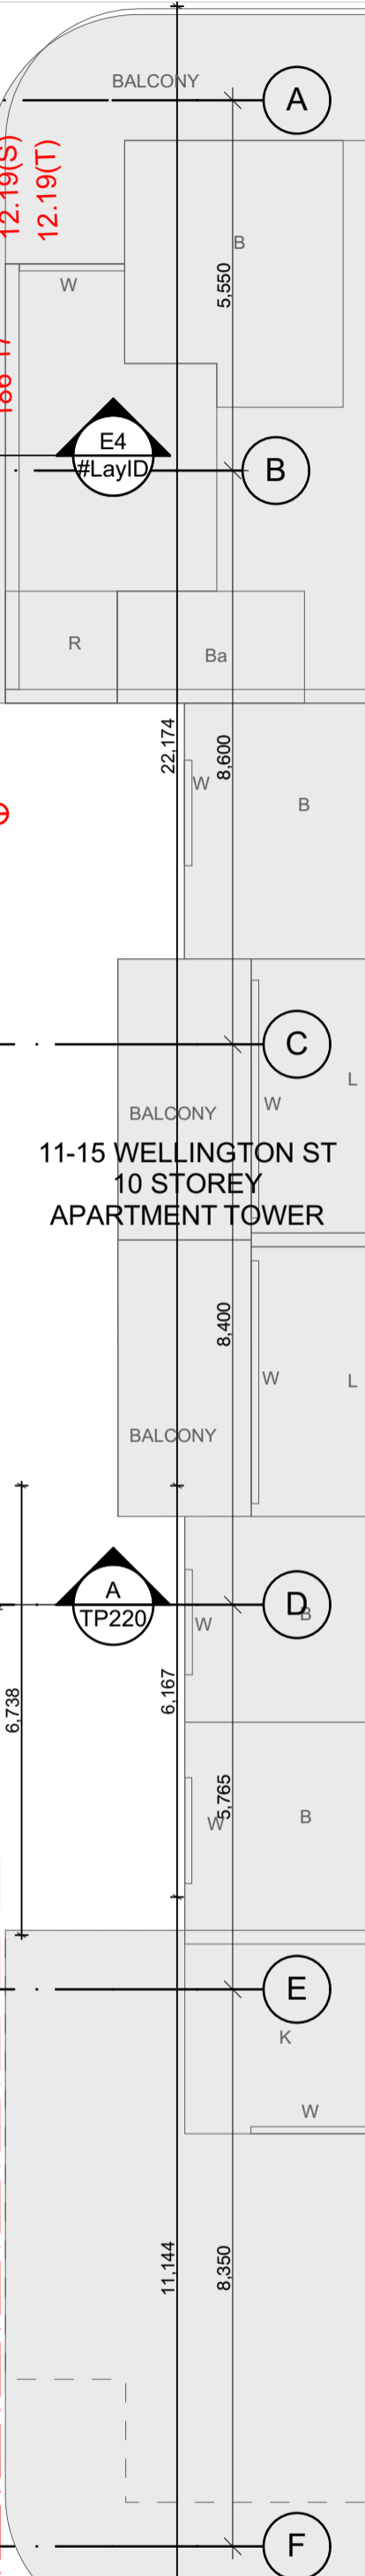 BALCONY
A
12.19(S)
12.19(T)
B
5,550
W
E4
#LayID
B
R
Ba
22,174
8,600
W
B
C
L
W
BALCONY
11-15 WELLINGTON ST
10 STOREY
APARTMENT TOWER
8,400
W
L
BALCONY
A
TP220
D
B
W
6,167
6,738
5,765
W
B
E
K
W
11,144
8,350
F